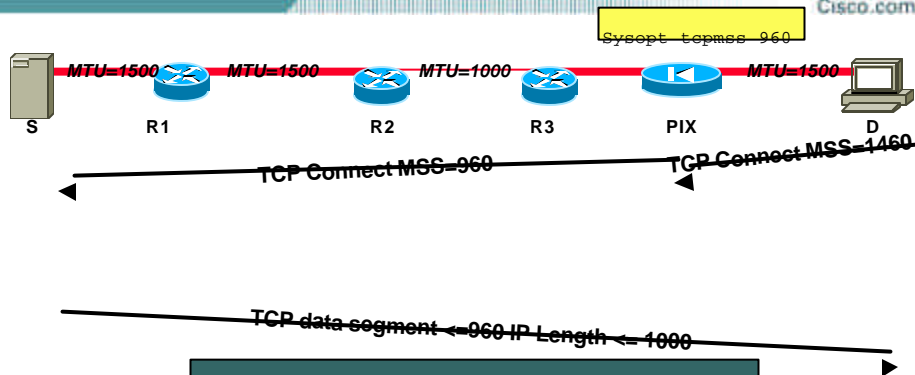 Cisco.com
Sysopt tcpmss 960
MTU=1500 MTU=1500 MTU=1000 MTU=1500
S R1 R2 R3 PIX D
TCP Connect MSS=1460
TCP Connect MSS=960
TCP data segment <=960 IP Length <= 1000